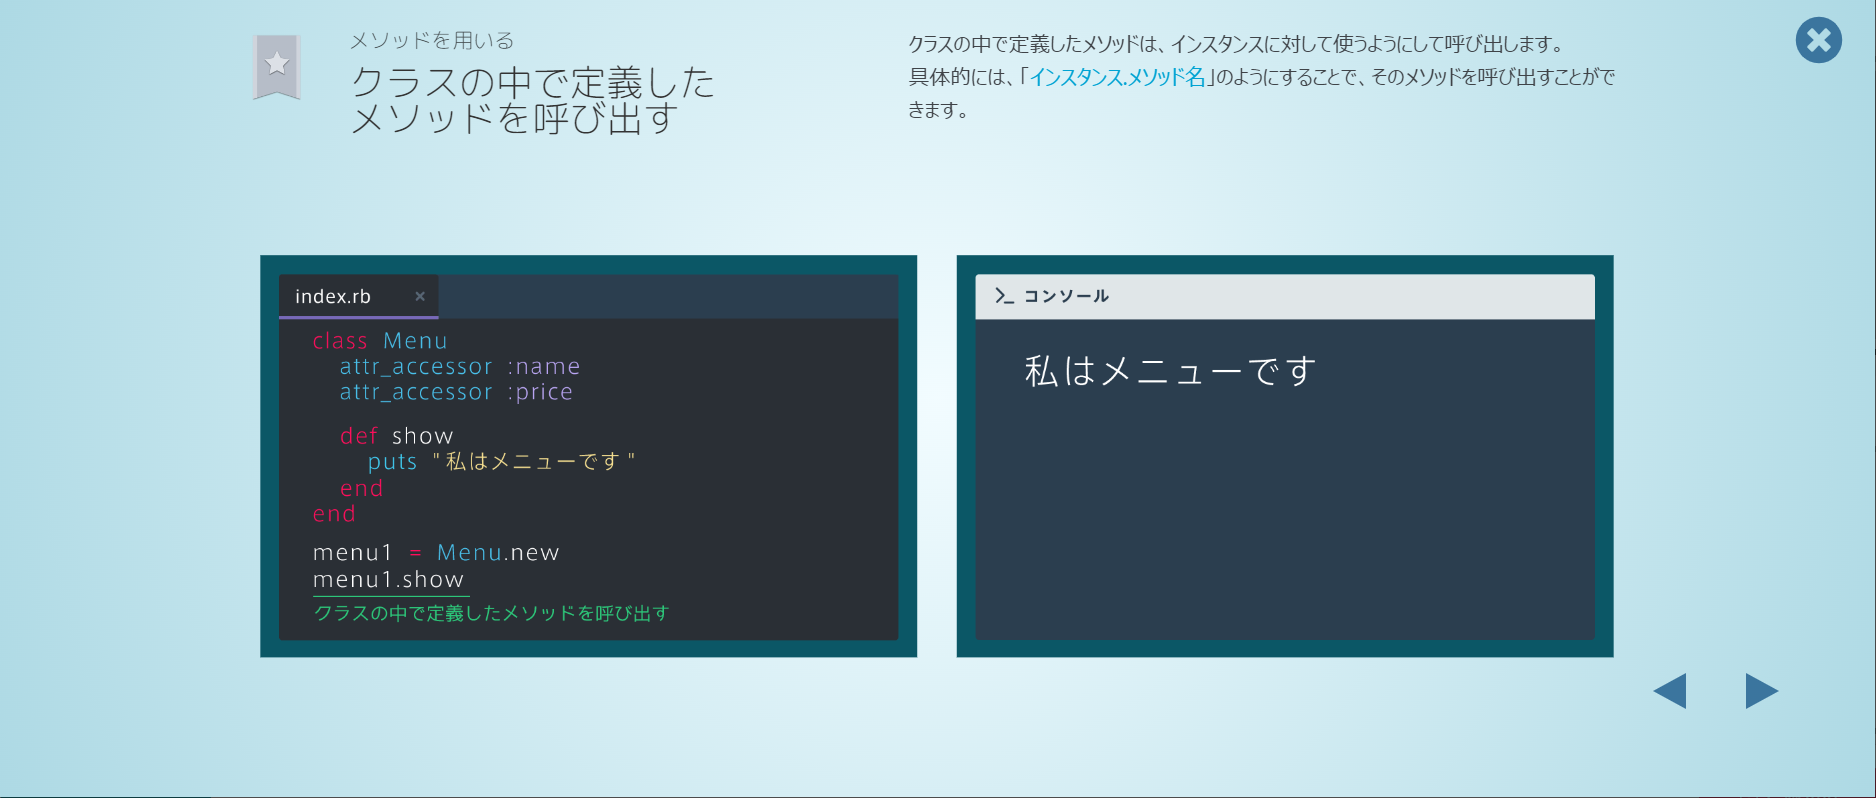 メソッドを用いる
クラスの中で定義した
メソッドを呼び出す
クラスの中で定義したメソッドは、インスタンスに対して使うようにして呼び出します。
具体的には、「インスタンス.メソッド名」のようにすることで、そのメソッドを呼び出すことがで
きます。
index.rb ×
class Menu
attr_accessor :name
attr_accessor :price
def show
puts "私はメニューです"
end
end
menu1 = Menu.new
menu1.show
クラスの中で定義したメソッドを呼び出す
>_ コンソール
私はメニューです